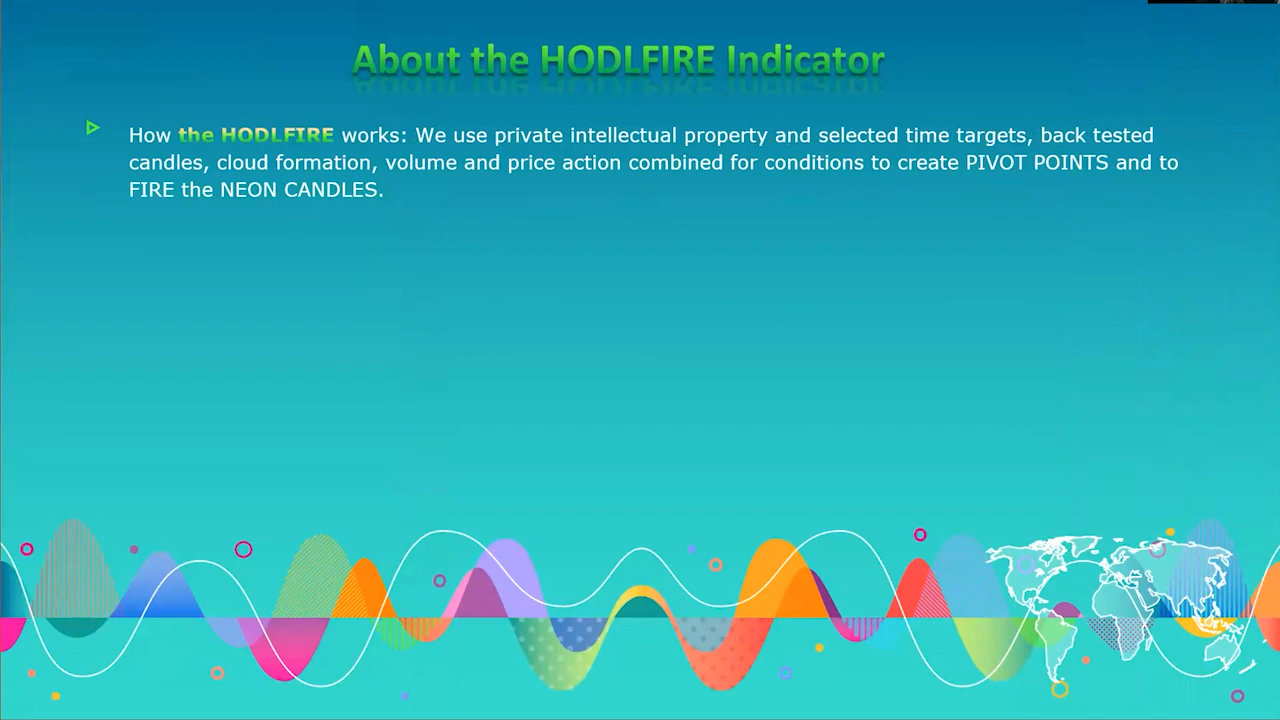 About the HODLFIRE Indicator
How the HODLFIRE works: We use private intellectual property and selected time targets, back tested
candles, cloud formation, volume and price action combined for conditions to create PIVOT POINTS and to
FIRE the NEON CANDLES.